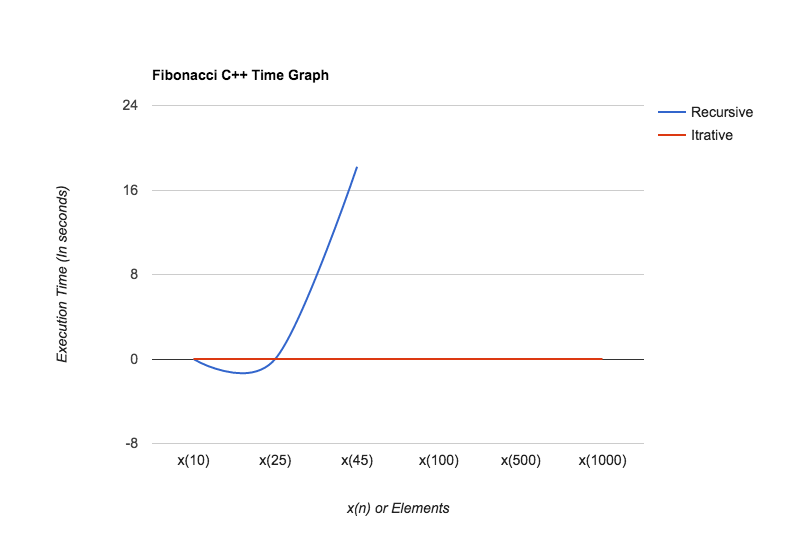 Fibonacci C++ Time Graph
24
Recursive
Itrative
16
8
0
-8
Execution Time (In seconds)
x(10) x(25) x(45) x(100) x(500) x(1000)
x(n) or Elements